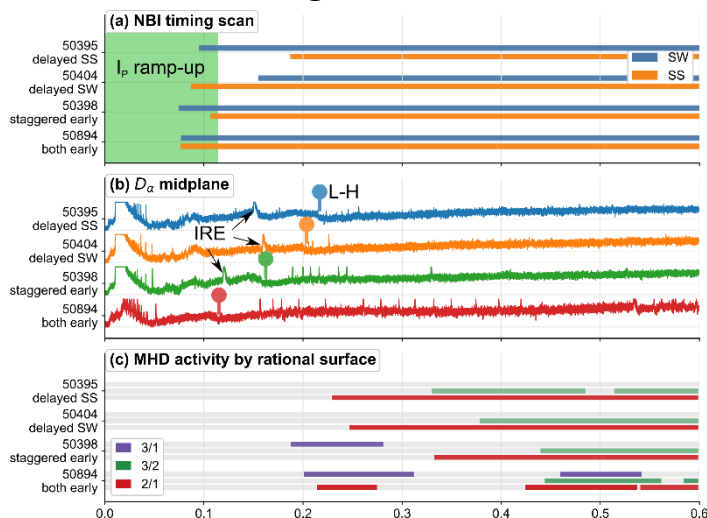 (a) NBI timing scan
50395
delayed SS
50404
delayed SW
50398
staggered early
50894
both early
Iₚ ramp-up
SW
SS
(b) Dα midplane
L-H
IRE
50395
delayed SS
50404
delayed SW
50398
staggered early
50894
both early
(c) MHD activity by rational surface
50395
delayed SS
50404
delayed SW
50398
staggered early
50894
both early
3/1
3/2
2/1
0.0 0.1 0.2 0.3 0.4 0.5 0.6